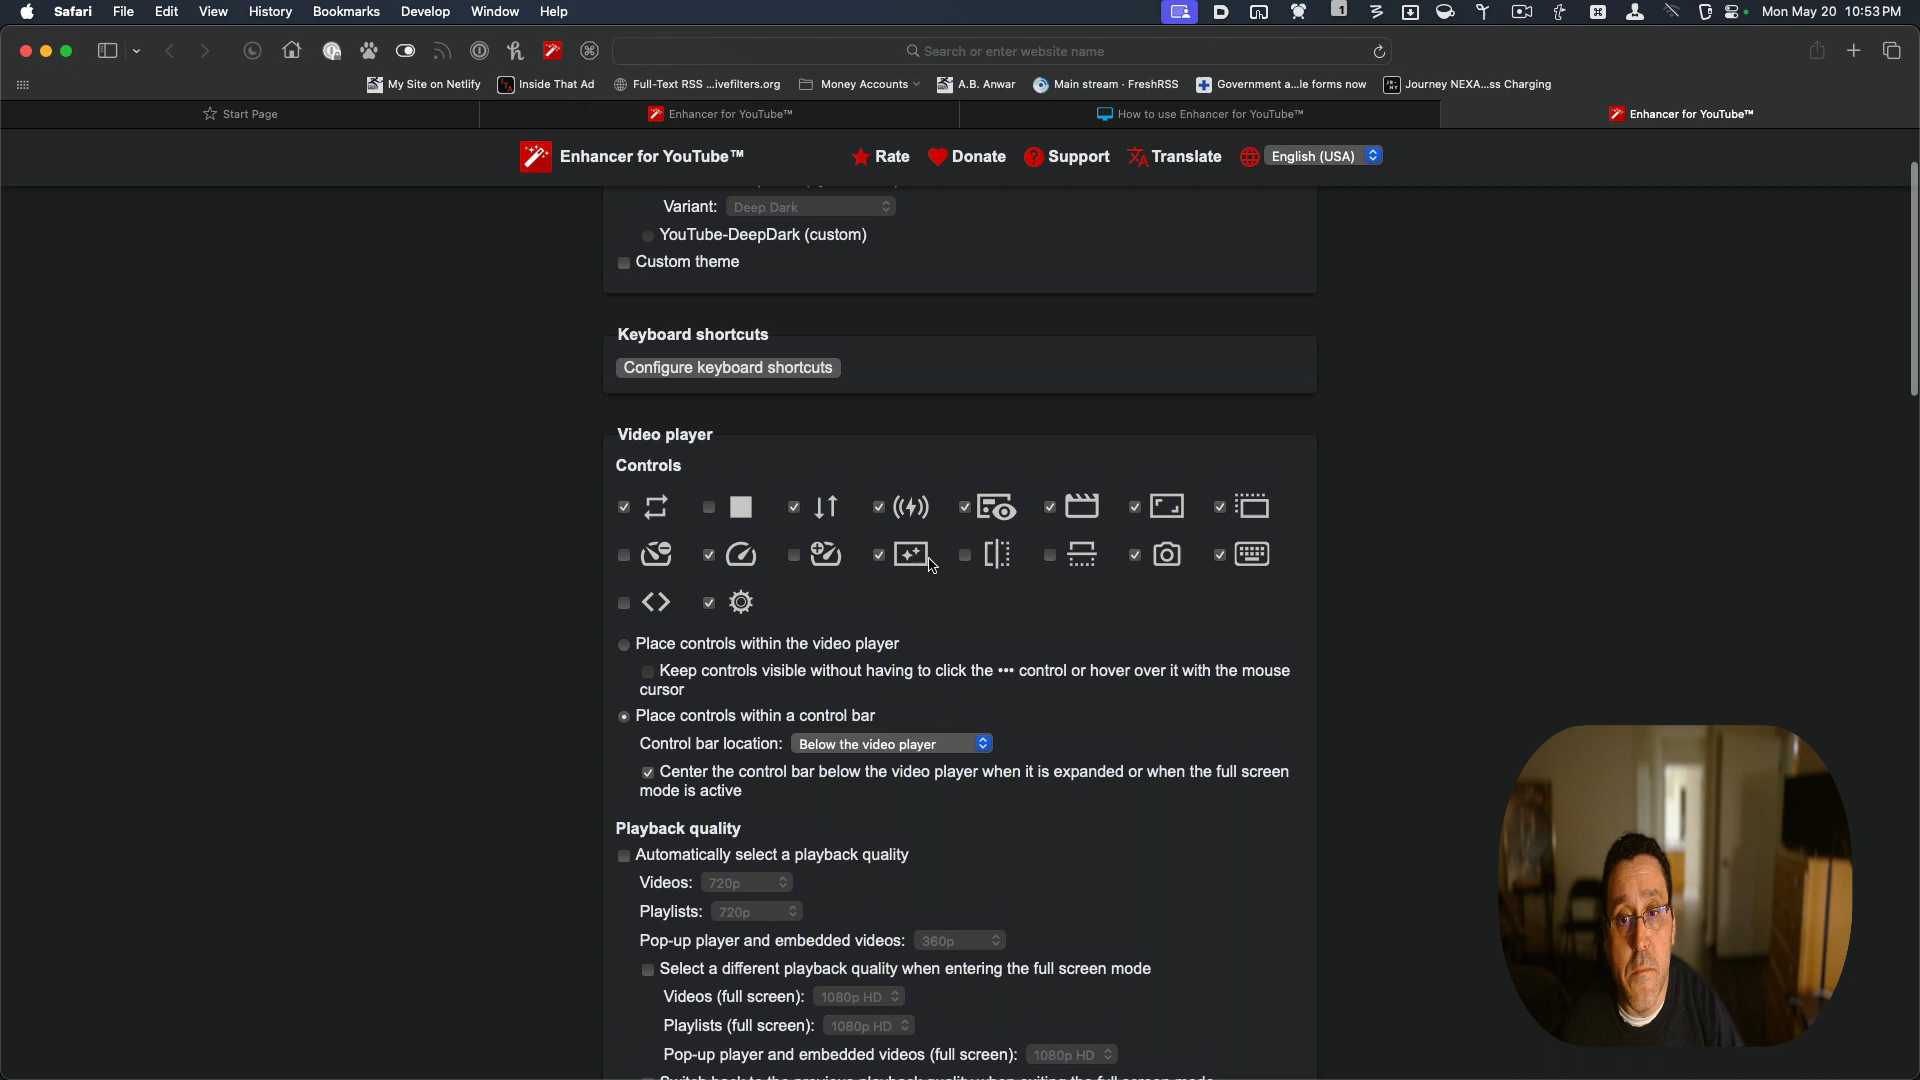 Safari File Edit View History Bookmarks Develop Window Help 1 Mon May 20 10:53 PM
Search or enter website name
My Site on Netlify Inside That Ad Full-Text RSS ...ivefilters.org Money Accounts A.B. Anwar Main stream · FreshRSS Government a...le forms now Journey NEXA...ss Charging
Start Page Enhancer for YouTube™ How to use Enhancer for YouTube™ Enhancer for YouTube™
Enhancer for YouTube™ Rate Donate Support Translate English (USA)
Variant: Deep Dark
YouTube-DeepDark (custom)
Custom theme
Keyboard shortcuts
Configure keyboard shortcuts
Video player
Controls
Place controls within the video player
Keep controls visible without having to click the ••• control or hover over it with the mouse
cursor
Place controls within a control bar
Control bar location: Below the video player
Center the control bar below the video player when it is expanded or when the full screen
mode is active
Playback quality
Automatically select a playback quality
Videos: 720p
Playlists: 720p
Pop-up player and embedded videos: 360p
Select a different playback quality when entering the full screen mode
Videos (full screen): 1080p HD
Playlists (full screen): 1080p HD
Pop-up player and embedded videos (full screen): 1080p HD